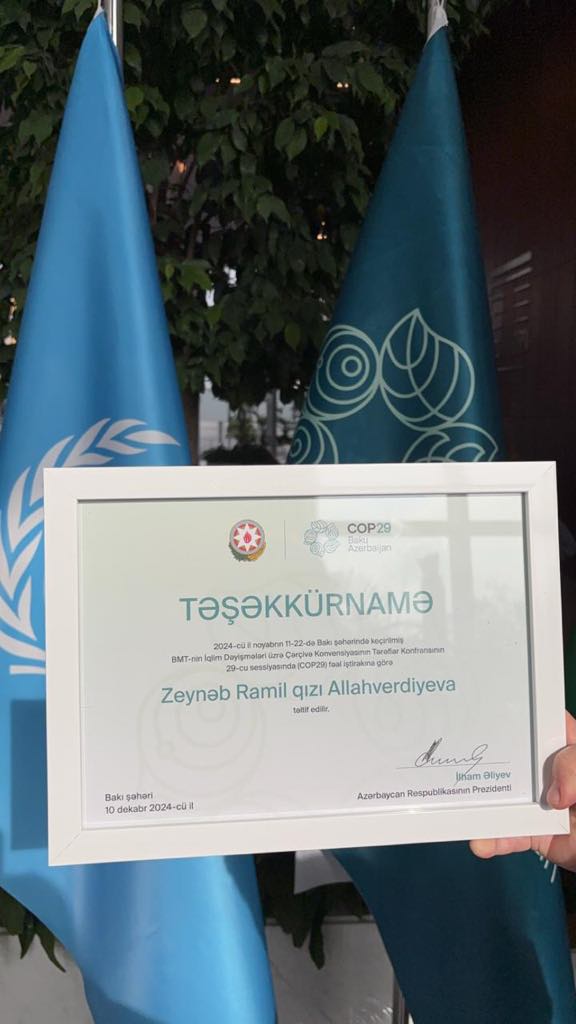 COP29
Baku
Azerbaijan
TƏŞƏKKÜRNAMƏ
2024-cü il noyabrın 11-22-də Bakı şəhərində keçirilmiş
BMT-nin İqlim Dəyişmələri üzrə Çərçivə Konvensiyasının Tərəflər Konfransının
29-cu sessiyasında (COP29) fəal iştirakına görə
Zeynəb Ramil qızı Allahverdiyeva
təltif edilir.
İlham Əliyev
Azərbaycan Respublikasının Prezidenti
Bakı şəhəri
10 dekabr 2024-cü il